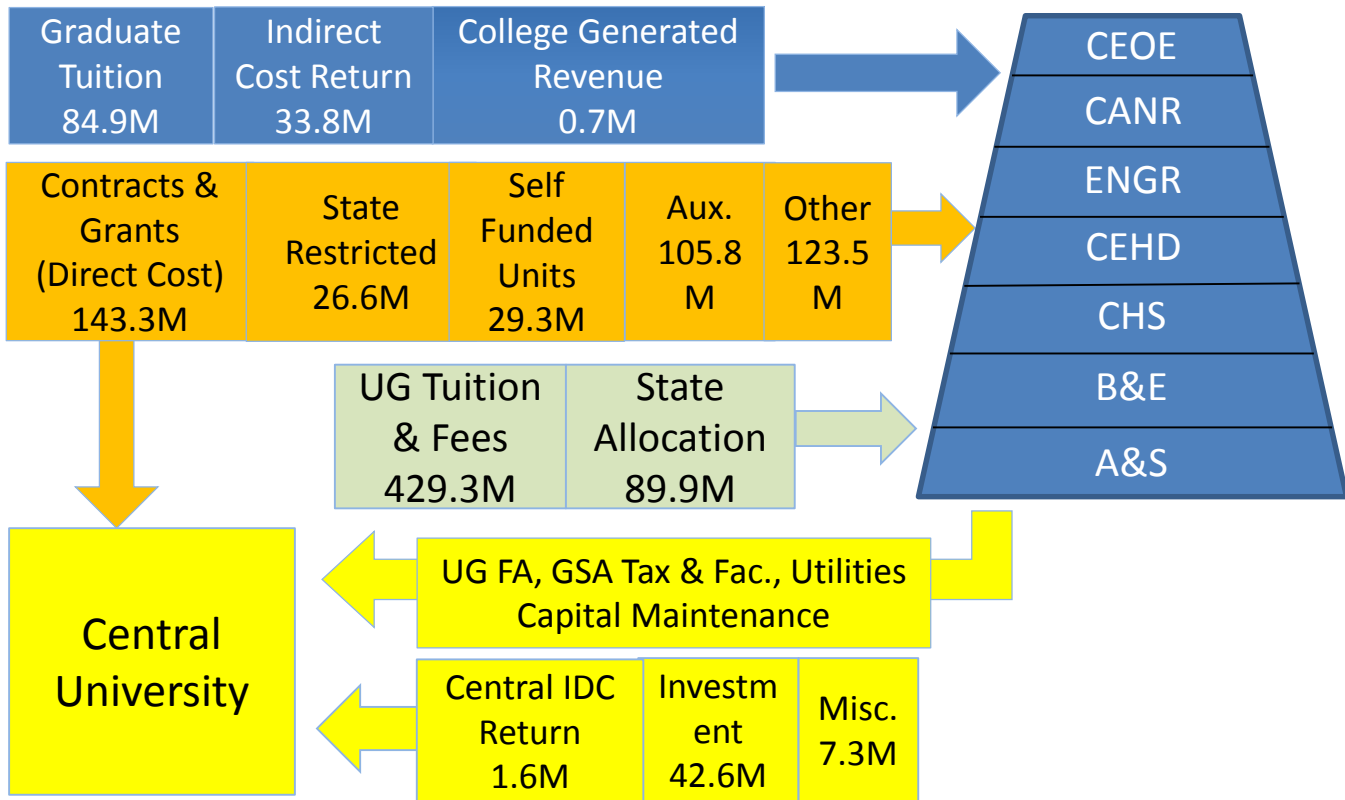 Graduate
Tuition
84.9M
Indirect
Cost Return
33.8M
College Generated
Revenue
0.7M
Contracts &
Grants
(Direct Cost)
143.3M
State
Restricted
26.6M
Self
Funded
Units
29.3M
Aux.
105.8
M
Other
123.5
M
UG Tuition
& Fees
429.3M
State
Allocation
89.9M
CEOE
CANR
ENGR
CEHD
CHS
B&E
A&S
Central
University
UG FA, GSA Tax & Fac., Utilities
Capital Maintenance
Central IDC
Return
1.6M
Investm
ent
42.6M
Misc.
7.3M